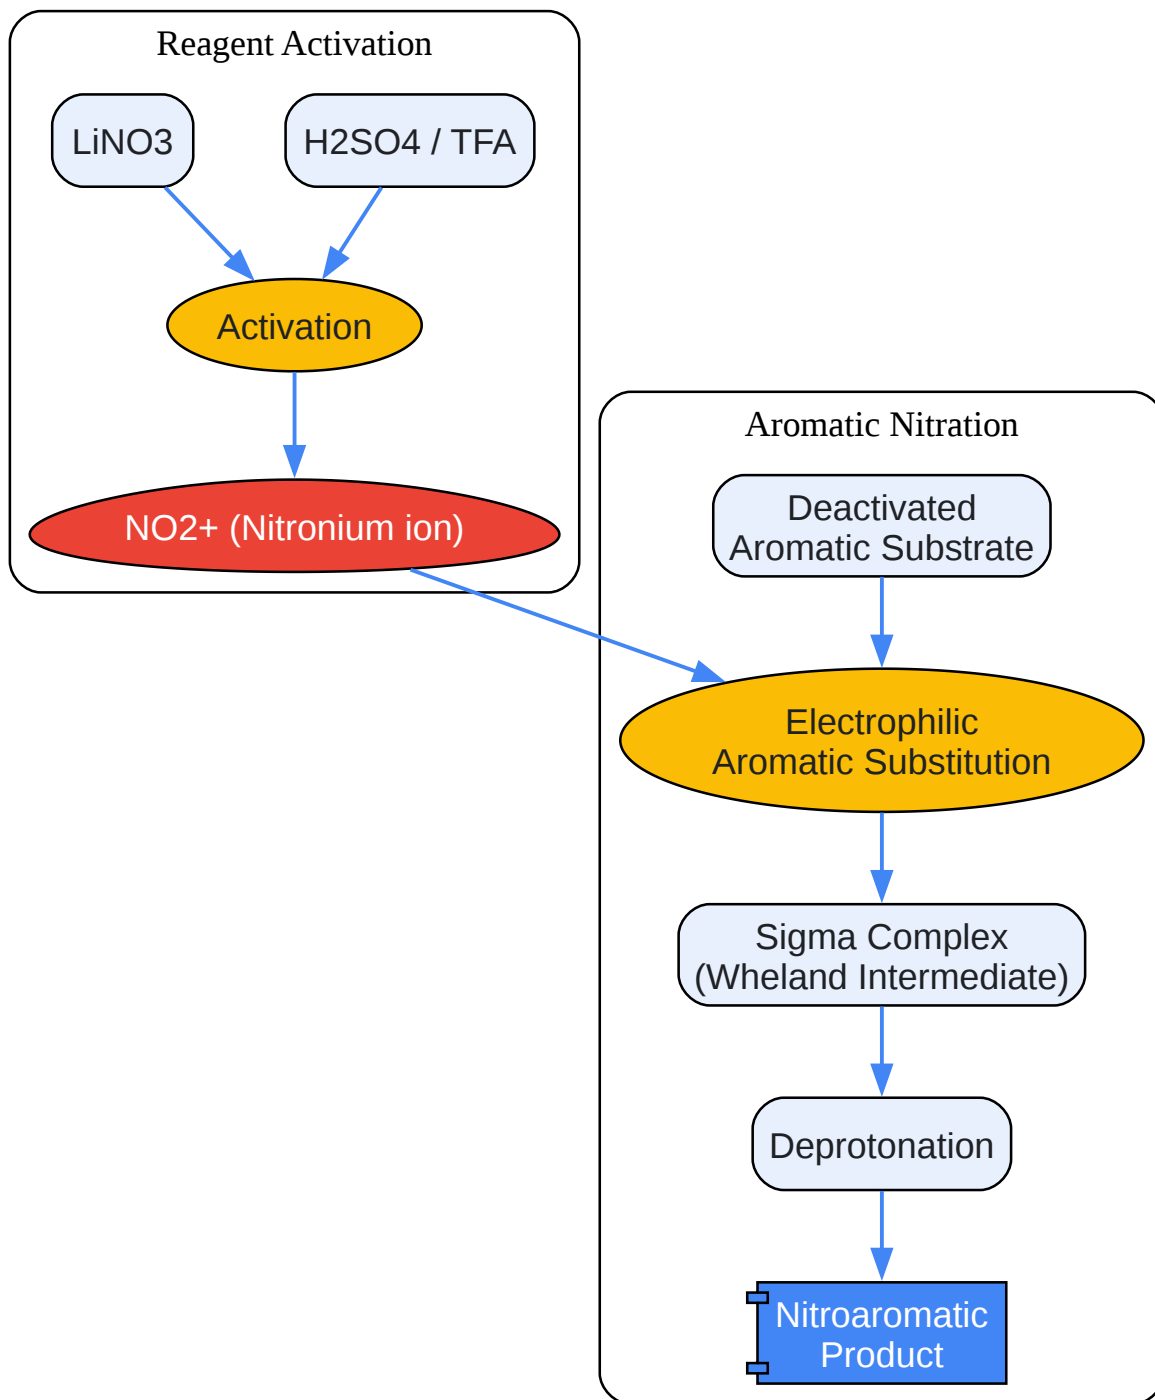 Reagent Activation
LiNO3
H2SO4 / TFA
Activation
NO2+ (Nitronium ion)
Aromatic Nitration
Deactivated
Aromatic Substrate
Electrophilic
Aromatic Substitution
Sigma Complex
(Wheland Intermediate)
Deprotonation
Nitroaromatic
Product